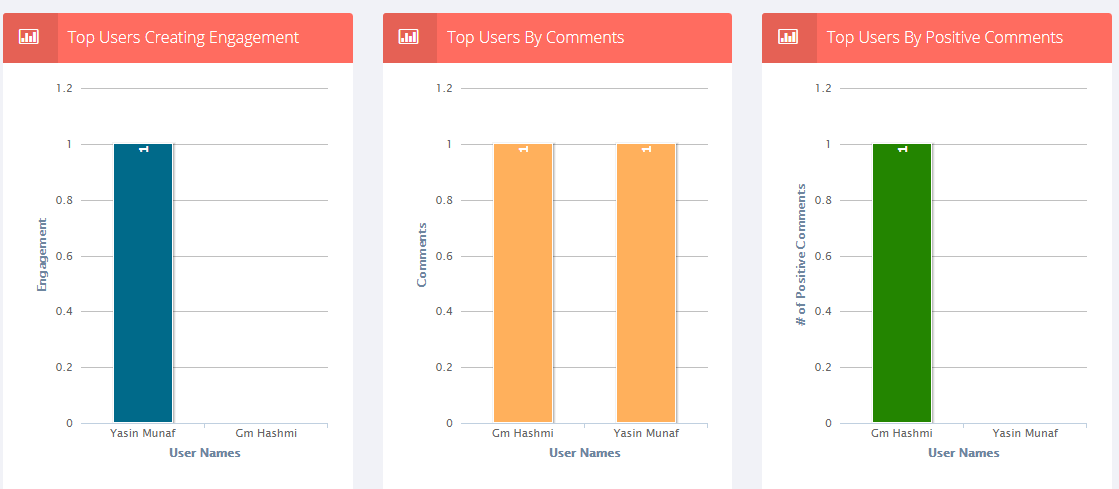 Top Users Creating Engagement
1.2
1
0.8
0.6
0.4
0.2
0
Engagement
1
Yasin Munaf
Gm Hashmi
User Names
Top Users By Comments
1.2
1
0.8
0.6
0.4
0.2
0
Comments
1
1
Gm Hashmi
Yasin Munaf
User Names
Top Users By Positive Comments
1.2
1
0.8
0.6
0.4
0.2
0
# of Positive Comments
1
Gm Hashmi
Yasin Munaf
User Names